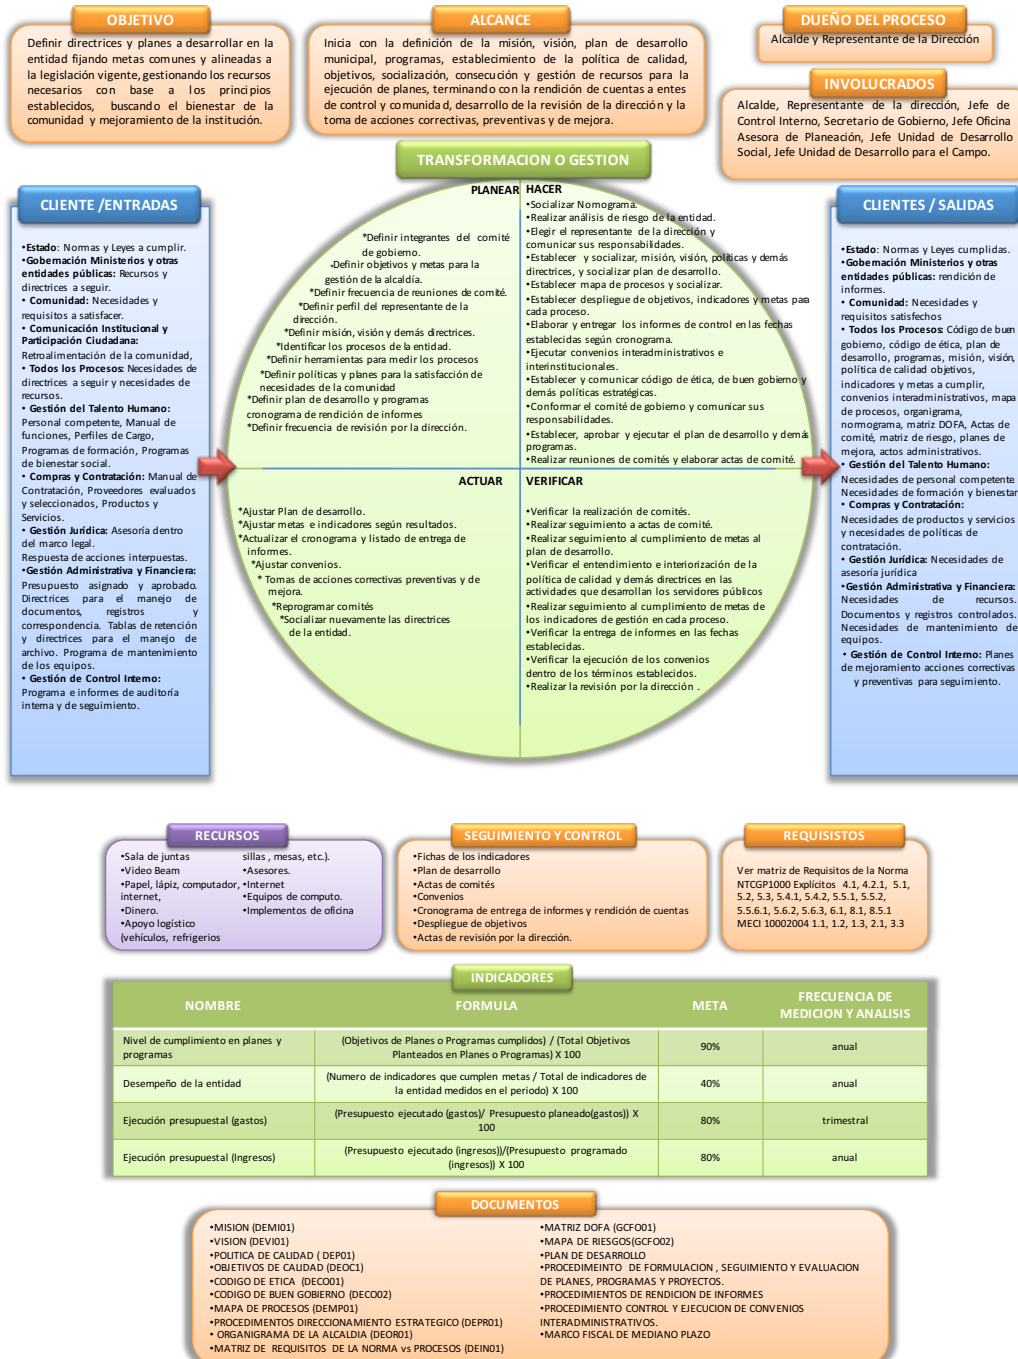 OBJETIVO
Definir directrices y planes a desarrollar en la
entidad fijando metas comunes y alineadas a
la legislación vigente, gestionando los recursos
necesarios con base a los principios
establecidos, buscando el bienestar de la
comunidad y mejoramiento de la institución.
ALCANCE
Inicia con la definición de la misión, visión, plan de desarrollo
municipal, programas, establecimiento de la política de calidad,
objetivos, socialización, consecución y gestión de recursos para la
ejecución de planes, terminando con la rendición de cuentas a entes
de control y comunidad, desarrollo de la revisión de la dirección y la
toma de acciones correctivas, preventivas y de mejora.
DUEÑO DEL PROCESO
Alcalde y Representante de la Dirección
INVOLUCRADOS
Alcalde, Representante de la dirección, Jefe de
Control Interno, Secretario de Gobierno, Jefe Oficina
Asesora de Planeación, Jefe Unidad de Desarrollo
Social, Jefe Unidad de Desarrollo para el Campo.
TRANSFORMACION O GESTION
CLIENTE /ENTRADAS
•Estado: Normas y Leyes a cumplir.
•Gobernación Ministerios y otras
entidades públicas: Recursos y
directrices a seguir.
• Comunidad: Necesidades y
requisitos a satisfacer.
• Comunicación Institucional y
Participación Ciudadana:
Retroalimentación de la comunidad,
• Todos los Procesos: Necesidades de
directrices a seguir y necesidades de
recursos.
• Gestión del Talento Humano:
Personal competente, Manual de
funciones, Perfiles de Cargo,
Programas de formación, Programas
de bienestar social.
• Compras y Contratación: Manual de
Contratación, Proveedores evaluados
y seleccionados, Productos y
Servicios.
• Gestión Jurídica: Asesoría dentro
del marco legal.
Respuesta de acciones interpuestas.
•Gestión Administrativa y Financiera:
Presupuesto asignado y aprobado.
Directrices para el manejo de
documentos, registros y
correspondencia. Tablas de retención
y directrices para el manejo de
archivo. Programa de mantenimiento
de los equipos.
• Gestión de Control Interno:
Programa e informes de auditoría
interna y de seguimiento.
PLANEAR
*Definir integrantes del comité
de gobierno.
*Definir objetivos y metas para la
gestión de la alcaldía.
*Definir frecuencia de reuniones de comité.
*Definir perfil del representante de la
dirección.
*Definir misión, visión y demás directrices.
*Identificar los procesos de la entidad.
*Definir herramientas para medir los procesos
*Definir políticas y planes para la satisfacción de
necesidades de la comunidad
*Definir plan de desarrollo y programas
cronograma de rendición de informes
*Definir frecuencia de revisión por la dirección.
HACER
•Socializar Nomograma.
•Realizar análisis de riesgo de la entidad.
•Elegir el representante de la dirección y
comunicar sus responsabilidades.
•Establecer y socializar, misión, visión, políticas y demás
directrices, y socializar plan de desarrollo.
•Establecer mapa de procesos y socializar.
•Establecer despliegue de objetivos, indicadores y metas para
cada proceso.
•Elaborar y entregar los informes de control en las fechas
establecidas según cronograma.
•Ejecutar convenios interadministrativos e
interinstitucionales.
•Establecer y comunicar código de ética, de buen gobierno y
demás políticas estratégicas.
•Conformar el comité de gobierno y comunicar sus
responsabilidades.
•Establecer, aprobar y ejecutar el plan de desarrollo y demás
programas.
•Realizar reuniones de comités y elaborar actas de comité.
ACTUAR
*Ajustar Plan de desarrollo.
*Ajustar metas e indicadores según resultados.
*Actualizar el cronograma y listado de entrega de
informes.
*Ajustar convenios.
* Tomas de acciones correctivas preventivas y de
mejora.
*Reprogramar comités
*Socializar nuevamente las directrices
de la entidad.
VERIFICAR
•Verificar la realización de comités.
•Realizar seguimiento a actas de comité.
•Realizar seguimiento al cumplimiento de metas al
plan de desarrollo.
•Verificar el entendimiento e interiorización de la
política de calidad y demás directrices en las
actividades que desarrollan los servidores públicos
•Realizar seguimiento al cumplimiento de metas de
los indicadores de gestión en cada proceso.
•Verificar la entrega de informes en las fechas
establecidas.
•Verificar la ejecución de los convenios
dentro de los términos establecidos.
•Realizar la revisión por la dirección .
CLIENTES / SALIDAS
•Estado: Normas y Leyes cumplidas.
•Gobernación Ministerios y otras
entidades públicas: rendición de
informes.
• Comunidad: Necesidades y
requisitos satisfechos
• Todos los Procesos: Código de buen
gobierno, código de ética, plan de
desarrollo, programas, misión, visión,
política de calidad objetivos,
indicadores y metas a cumplir,
convenios interadministrativos, mapa
de procesos, organigrama,
nomograma, matriz DOFA, Actas de
comité, matriz de riesgo, planes de
mejora, actos administrativos.
• Gestión del Talento Humano:
Necesidades de personal competente
Necesidades de formación y bienestar
• Compras y Contratación:
Necesidades de productos y servicios
y necesidades de políticas de
contratación.
• Gestión Jurídica: Necesidades de
asesoría jurídica
•Gestión Administrativa y Financiera:
Necesidades de recursos.
Documentos y registros controlados.
Necesidades de mantenimiento de
equipos.
• Gestión de Control Interno: Planes
de mejoramiento acciones correctivas
y preventivas para seguimiento.
RECURSOS
•Sala de juntas
•Video Beam
•Papel, lápiz, computador,
internet,
•Dinero.
•Apoyo logístico
(vehículos, refrigerios
sillas , mesas, etc.).
•Asesores.
•Internet
•Equipos de computo.
•Implementos de oficina
SEGUIMIENTO Y CONTROL
•Fichas de los indicadores
•Plan de desarrollo
•Actas de comités
•Convenios
•Cronograma de entrega de informes y rendición de cuentas
•Despliegue de objetivos
•Actas de revisión por la dirección.
REQUISISTOS
Ver matriz de Requisitos de la Norma
NTCGP1000 Explícitos 4.1, 4.2.1, 5.1,
5.2, 5.3, 5.4.1, 5.4.2, 5.5.1, 5.5.2,
5.5.6.1, 5.6.2, 5.6.3, 6.1, 8.1, 8.5.1
MECI 10002004 1.1, 1.2, 1.3, 2.1, 3.3
INDICADORES
NOMBRE FORMULA META FRECUENCIA DE
MEDICION Y ANALISIS
Nivel de cumplimiento en planes y
programas (Objetivos de Planes o Programas cumplidos) / (Total Objetivos
Planteados en Planes o Programas) X 100 90% anual
Desempeño de la entidad (Numero de indicadores que cumplen metas / Total de indicadores de
la entidad medidos en el periodo) X 100 40% anual
Ejecución presupuestal (gastos) (Presupuesto ejecutado (gastos)/ Presupuesto planeado(gastos)) X
100 80% trimestral
Ejecución presupuestal (Ingresos) (Presupuesto ejecutado (ingresos))/(Presupuesto programado
(ingresos)) X 100 80% anual
DOCUMENTOS
•MISION (DEMI01)
•VISION (DEVI01)
•POLITICA DE CALIDAD ( DEP01)
•OBJETIVOS DE CALIDAD (DEOC1)
•CODIGO DE ETICA (DECO01)
•CODIGO DE BUEN GOBIERNO (DECO02)
•MAPA DE PROCESOS (DEMP01)
•PROCEDIMENTOS DIRECCIONAMIENTO ESTRATEGICO (DEPR01)
• ORGANIGRAMA DE LA ALCALDIA (DEOR01)
•MATRIZ DE REQUISITOS DE LA NORMA vs PROCESOS (DEIN01)
•MATRIZ DOFA (GCFO01)
•MAPA DE RIESGOS(GCFO02)
•PLAN DE DESARROLLO
•PROCEDIMEINTO DE FORMULACION , SEGUIMIENTO Y EVALUACION
DE PLANES, PROGRAMAS Y PROYECTOS.
•PROCEDIMIENTOS DE RENDICION DE INFORMES
•PROCEDIMIENTO CONTROL Y EJECUCION DE CONVENIOS
INTERADMINISTRATIVOS.
•MARCO FISCAL DE MEDIANO PLAZO